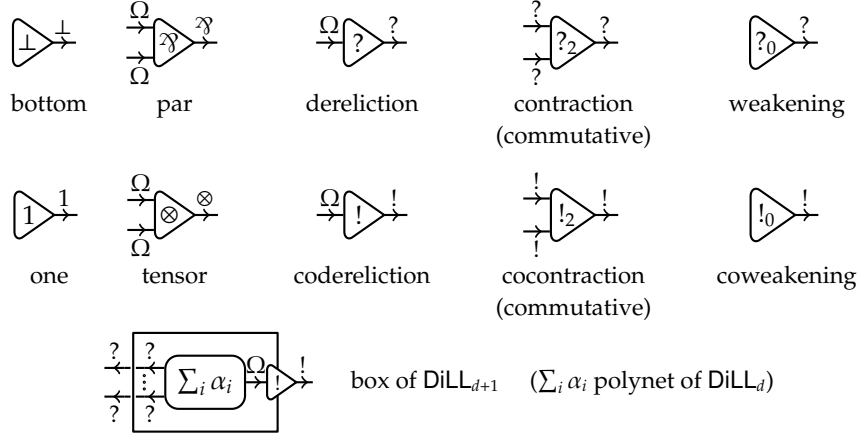 ⊥ ⊥ Ω Ω ⅋ ⅋ Ω ? ? ? ? ?₂ ? ?₀ ?
bottom par dereliction contraction weakening
(commutative)
1 1 Ω Ω ⊗ ⊗ Ω ! ! ! ! !₂ ! !₀ !
one tensor codereliction cocontraction coweakening
(commutative)
? ? Ω !
⋮ ∑ᵢ αᵢ ! box of DiLL_{d+1} (∑ᵢ αᵢ polynet of DiLL_d)
? ?